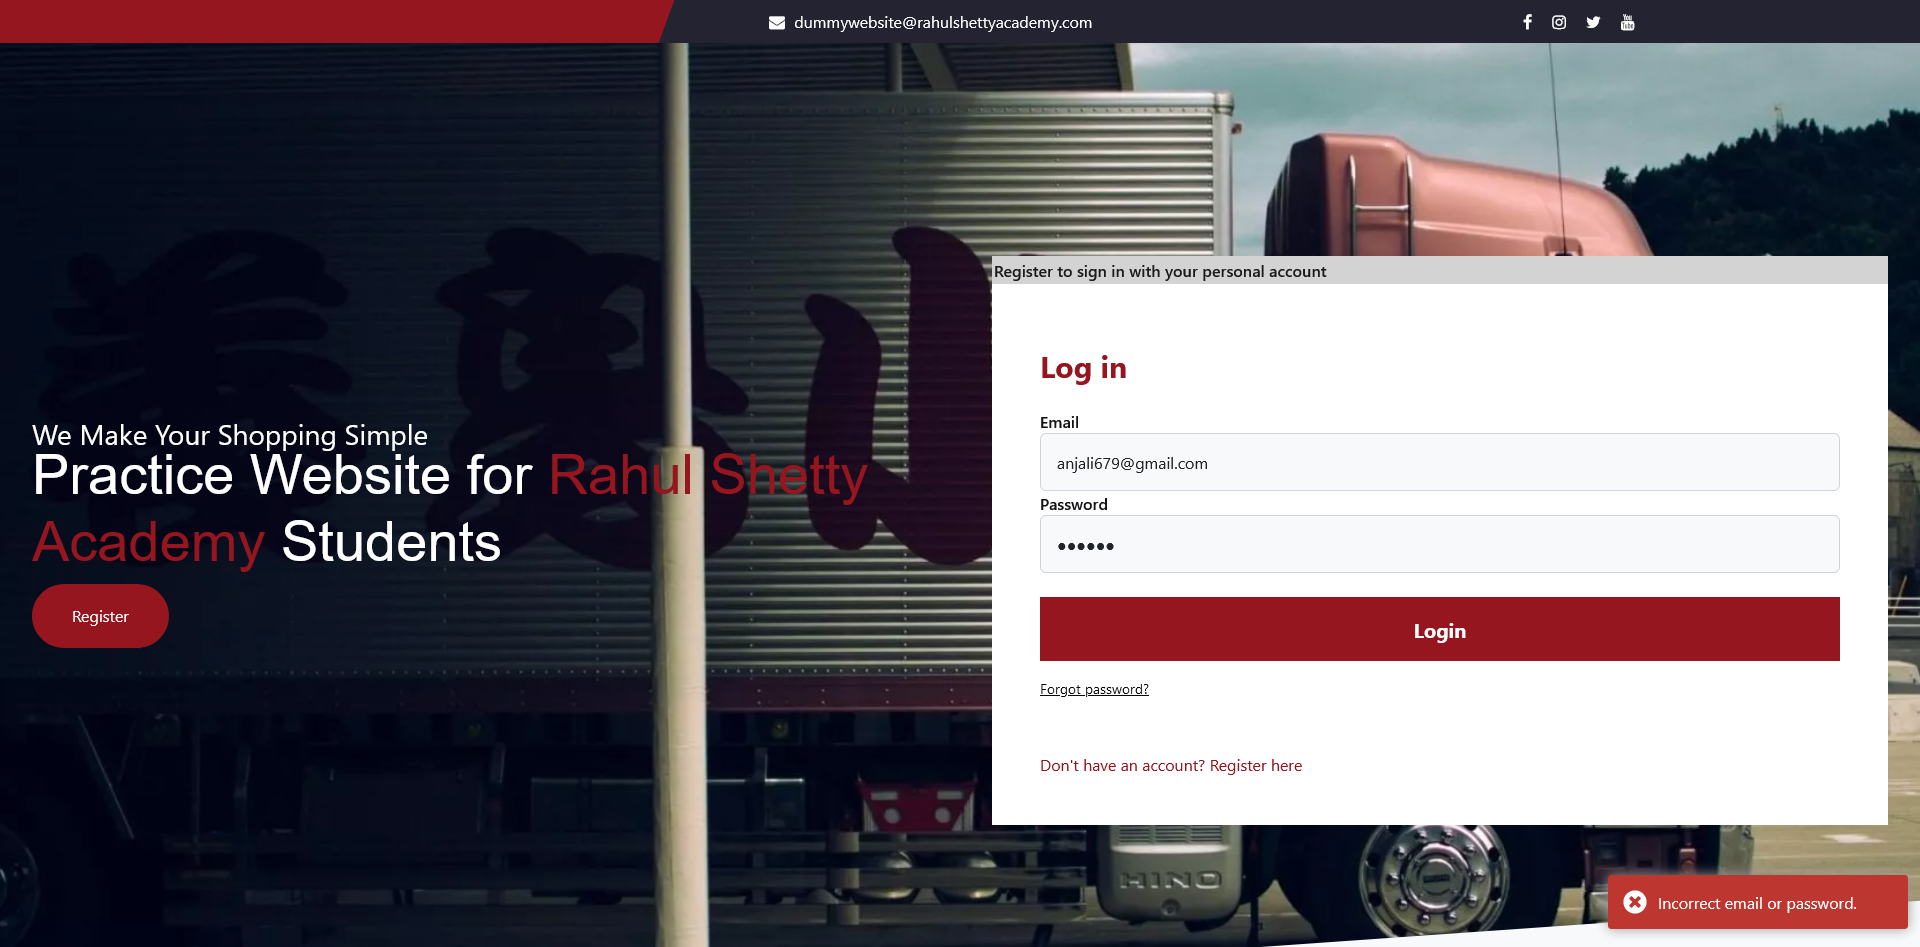 dummywebsite@rahulshettyacademy.com
Register to sign in with your personal account
We Make Your Shopping Simple
Practice Website for Rahul Shetty
Academy Students
Register
Log in
Email
anjali679@gmail.com
Password
••••••
Login
Forgot password?
Don't have an account? Register here
HINO
Incorrect email or password.